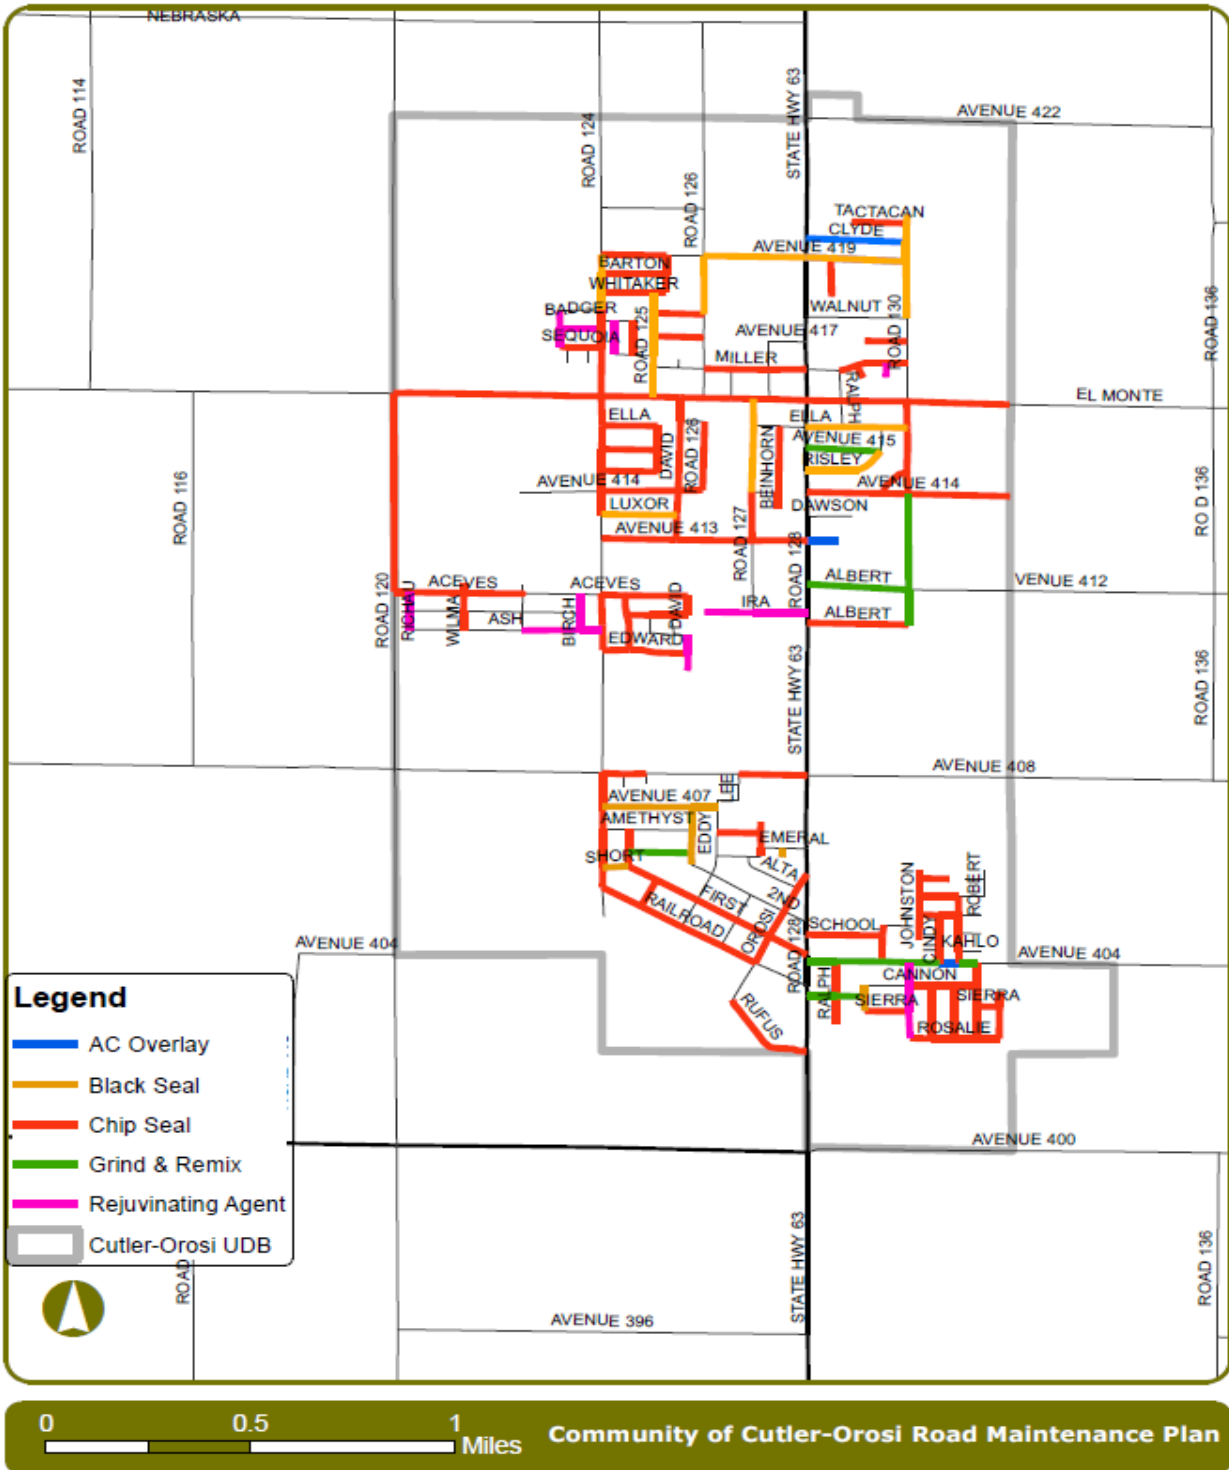 NEBRASKA
ROAD 114
ROAD 124
STATE HWY 63
AVENUE 422
ROAD 126
TACTACAN
CLYDE
AVENUE 419
BARTON
WHITAKER
BADGER
SEQUOIA
ROAD 125
WALNUT
ROAD 130
AVENUE 417
MILLER
RALPH
ROAD 136
EL MONTE
ELLA
ELLA
DAVID
ROAD 126
BEINHORN
AVENUE 415
RISLEY
AVENUE 414
AVENUE 414
ROAD 116
LUXOR
DAWSON
AVENUE 413
ROAD 127
ROAD 128
RO D 136
ROAD 120
RICHAU
ACEVES
WILMA
ASH
ACEVES
BIRCH
DAVID
EDWARD
IRA
ALBERT
VENUE 412
ALBERT
STATE HWY 63
ROAD 136
AVENUE 408
AVENUE 407
LEE
AMETHYST
EDDY
EMERAL
SHORT
ALTA
2ND
FIRST
RAILROAD
OROSI
ROAD 128
SCHOOL
JOHNSTON
CINDY
ROBERT
KAHLO
AVENUE 404
AVENUE 404
CANNON
RALPH
SIERRA
SIERRA
ROSALIE
RUFUS
Legend
AC Overlay
Black Seal
Chip Seal
Grind & Remix
Rejuvinating Agent
Cutler-Orosi UDB
AVENUE 400
ROAD
STATE HWY 63
ROAD 136
AVENUE 396
0 0.5 1 Miles
Community of Cutler-Orosi Road Maintenance Plan